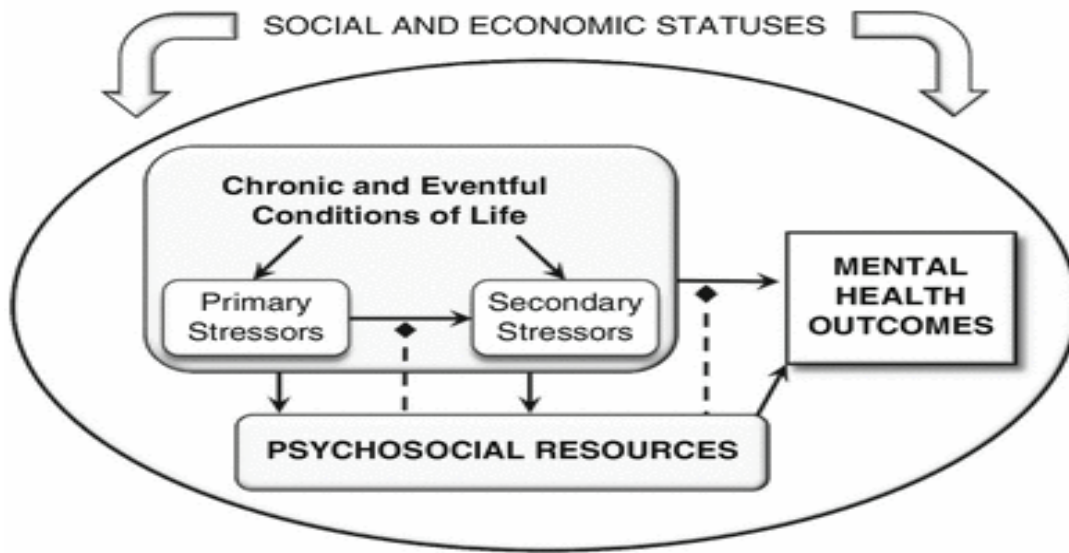 SOCIAL AND ECONOMIC STATUSES
Chronic and Eventful
Conditions of Life
Primary
Stressors
Secondary
Stressors
MENTAL
HEALTH
OUTCOMES
PSYCHOSOCIAL RESOURCES